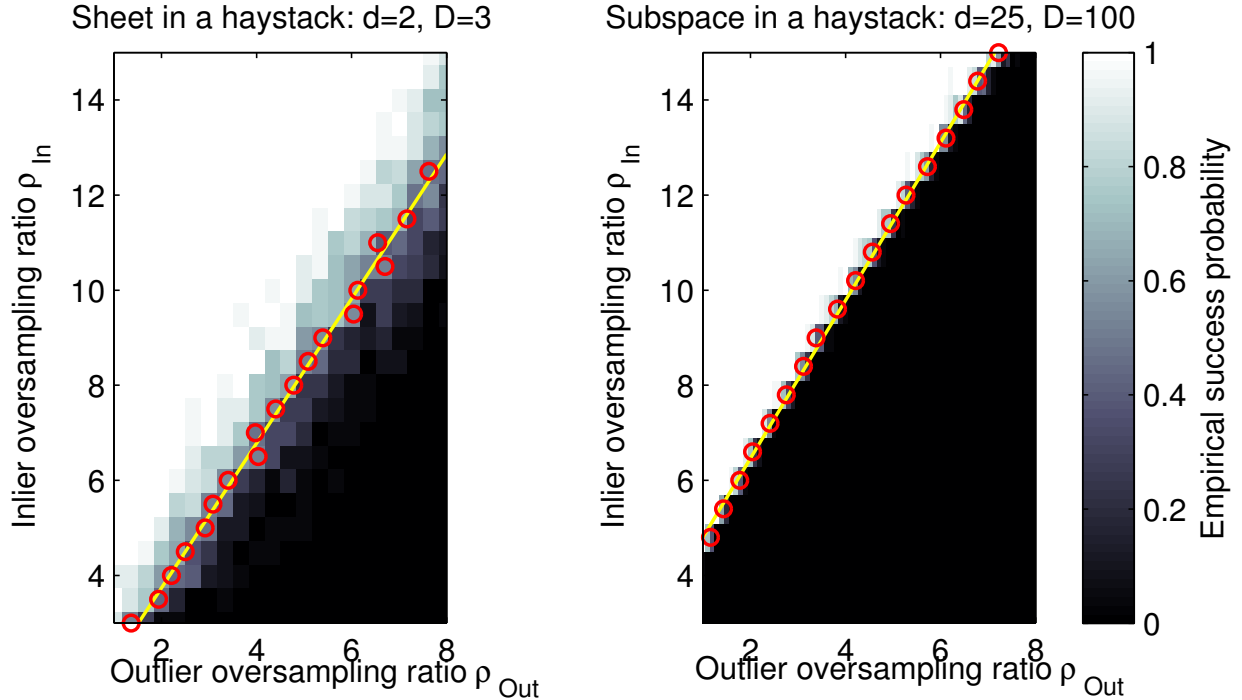 Sheet in a haystack: d=2, D=3
Inlier oversampling ratio ρ In
14
12
10
8
6
4
2 4 6 8
Outlier oversampling ratio ρ Out
Subspace in a haystack: d=25, D=100
Inlier oversampling ratio ρ In
14
12
10
8
6
4
2 4 6 8
Outlier oversampling ratio ρ Out
1
0.8
0.6
0.4
0.2
0
Empirical success probability